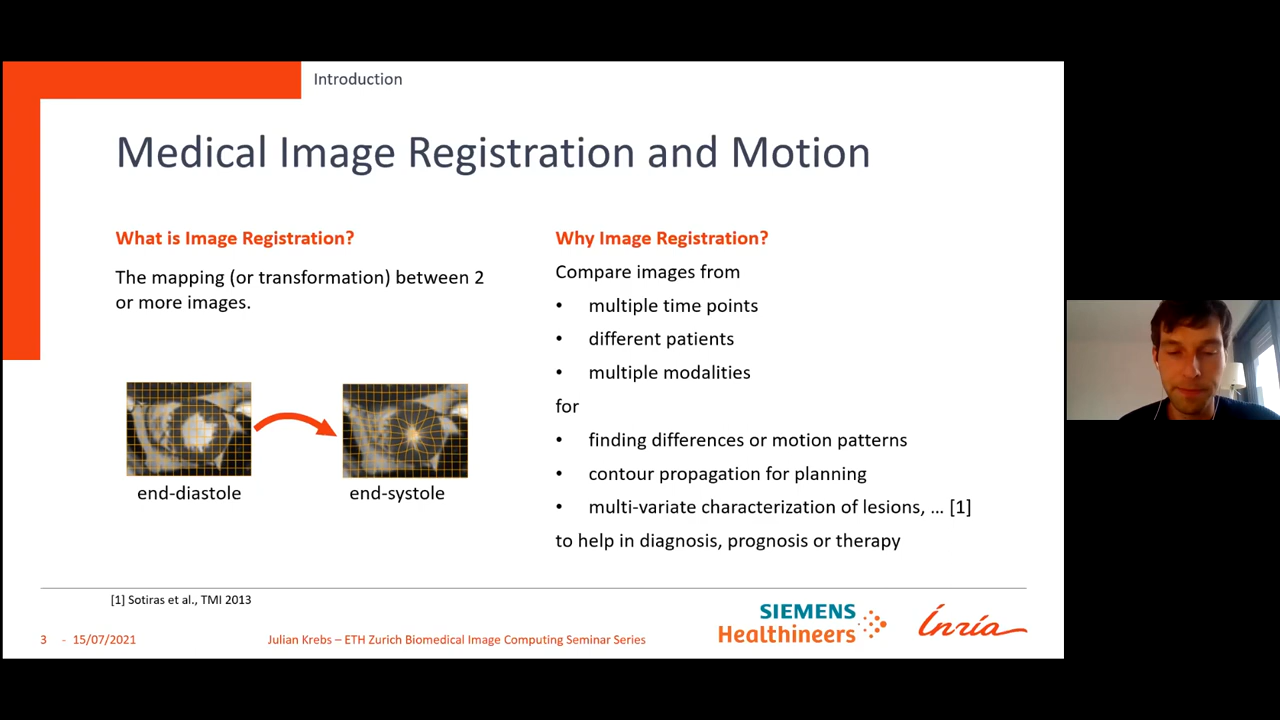 Introduction
Medical Image Registration and Motion
What is Image Registration?
The mapping (or transformation) between 2
or more images.
end-diastole
end-systole
Why Image Registration?
Compare images from
• multiple time points
• different patients
• multiple modalities
for
• finding differences or motion patterns
• contour propagation for planning
• multi-variate characterization of lesions, … [1]
to help in diagnosis, prognosis or therapy
[1] Sotiras et al., TMI 2013
3 - 15/07/2021
Julian Krebs – ETH Zurich Biomedical Image Computing Seminar Series
SIEMENS
Healthineers
Inria